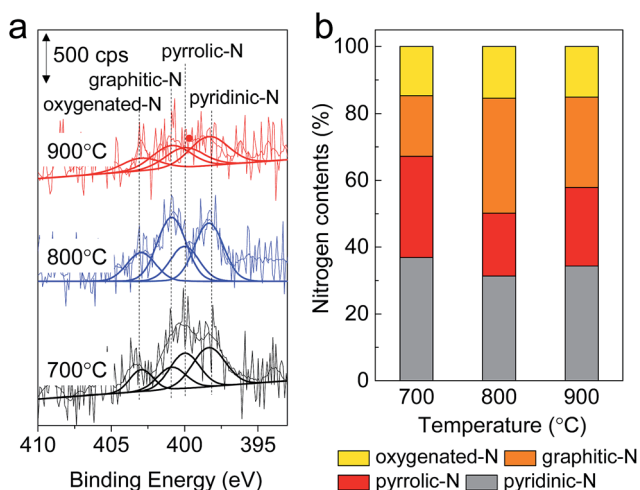 a
500 cps
pyrrolic-N
graphitic-N
oxygenated-N
pyridinic-N
900°C
800°C
700°C
410 405 400 395
Binding Energy (eV)
b
100
80
60
40
20
0
Nitrogen contents (%)
700 800 900
Temperature (°C)
oxygenated-N graphitic-N
pyrrolic-N pyridinic-N